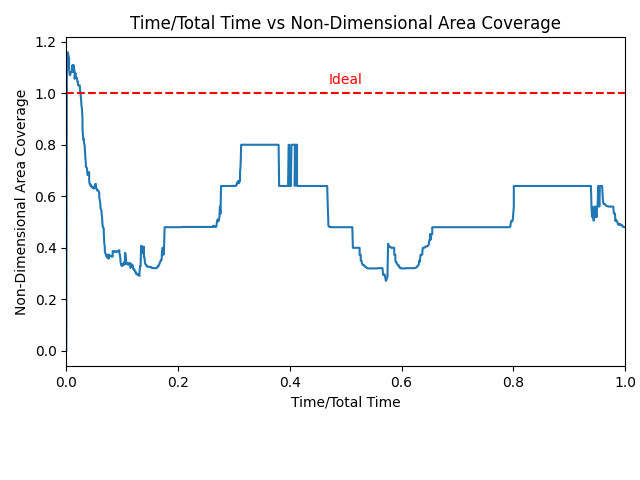 Time/Total Time vs Non-Dimensional Area Coverage
1.2
1.0
0.8
0.6
0.4
0.2
0.0
Non-Dimensional Area Coverage
Ideal
0.0 0.2 0.4 0.6 0.8 1.0
Time/Total Time